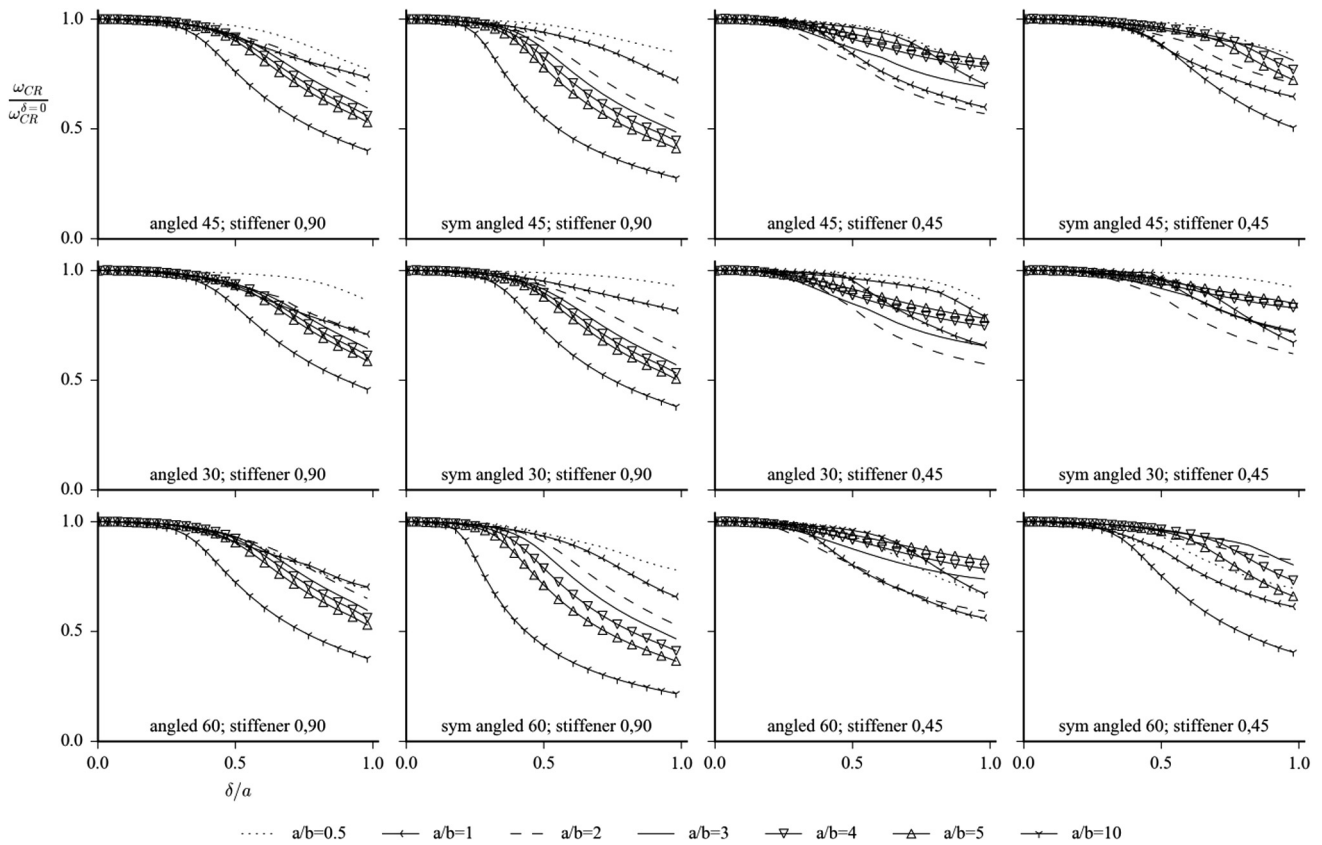 ω_CR / ω_CR^{δ=0}
1.0
0.5
0.0
angled 45; stiffener 0,90
sym angled 45; stiffener 0,90
angled 45; stiffener 0,45
sym angled 45; stiffener 0,45
1.0
0.5
0.0
angled 30; stiffener 0,90
sym angled 30; stiffener 0,90
angled 30; stiffener 0,45
sym angled 30; stiffener 0,45
1.0
0.5
0.0
angled 60; stiffener 0,90
sym angled 60; stiffener 0,90
angled 60; stiffener 0,45
sym angled 60; stiffener 0,45
0.0 0.5 1.0
0.0 0.5 1.0
0.0 0.5 1.0
0.0 0.5 1.0
δ/a
a/b=0.5 a/b=1 a/b=2 a/b=3 a/b=4 a/b=5 a/b=10